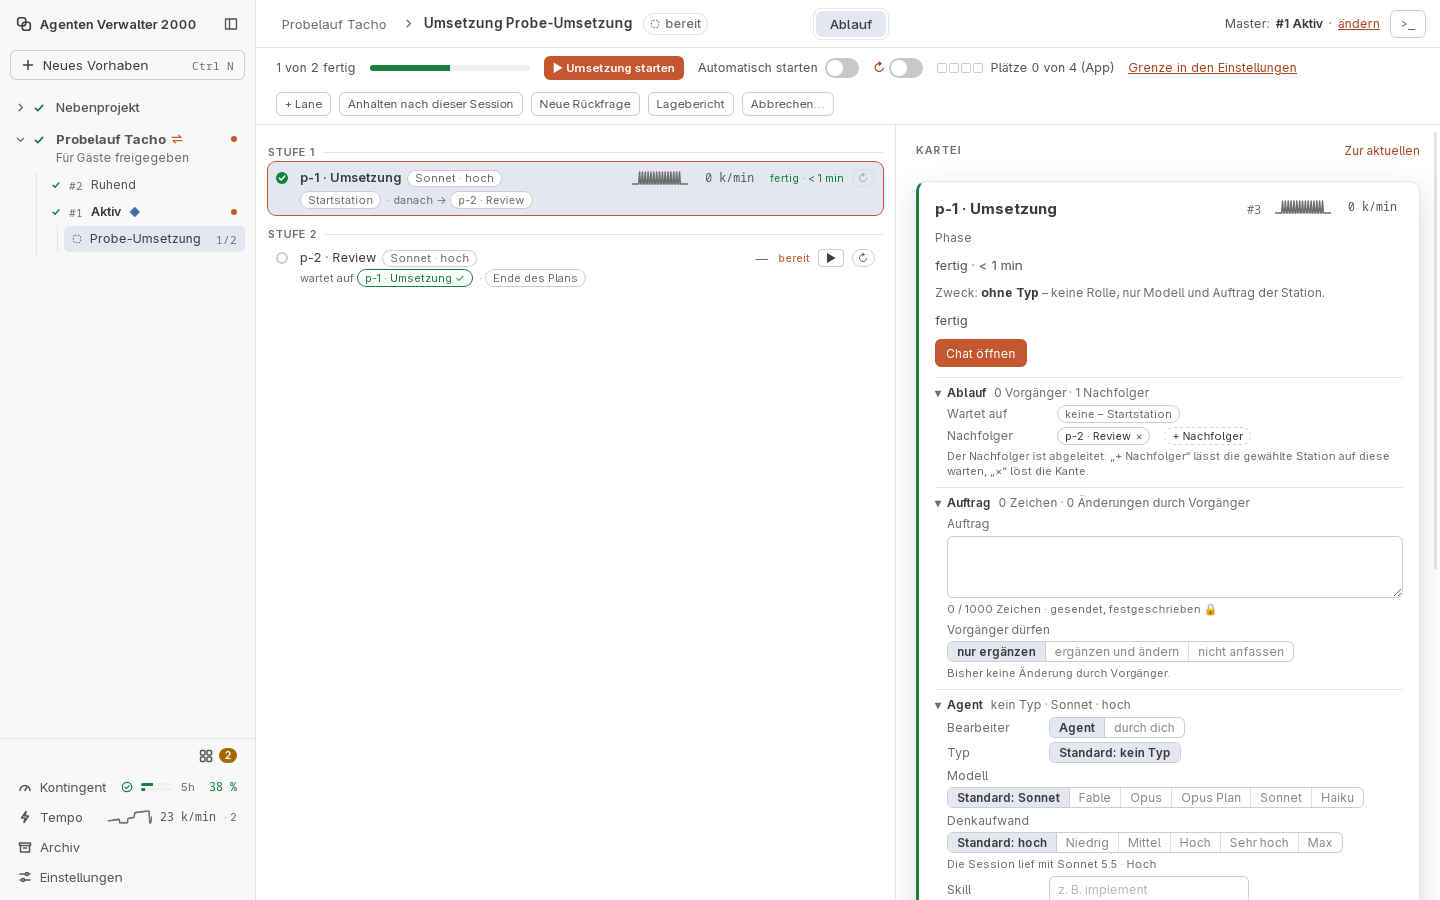 Agenten Verwalter 2000
Neues Vorhaben Ctrl N
Nebenprojekt
Probelauf Tacho
Für Gäste freigegeben
#2 Ruhend
#1 Aktiv
Probe-Umsetzung 1/2
2
Kontingent 5h 38 %
Tempo 23 k/min · 2
Archiv
Einstellungen
Probelauf Tacho > Umsetzung Probe-Umsetzung bereit
Ablauf
Master: #1 Aktiv · ändern >_
1 von 2 fertig ▶ Umsetzung starten Automatisch starten Plätze 0 von 4 (App) Grenze in den Einstellungen
+ Lane Anhalten nach dieser Session Neue Rückfrage Lagebericht Abbrechen…
STUFE 1
p-1 · Umsetzung Sonnet · hoch 0 k/min fertig · < 1 min
Startstation · danach → p-2 · Review
STUFE 2
p-2 · Review Sonnet · hoch — bereit
wartet auf p-1 · Umsetzung ✓ · Ende des Plans
KARTEI Zur aktuellen
p-1 · Umsetzung #3 0 k/min
Phase
fertig · < 1 min
Zweck: ohne Typ – keine Rolle, nur Modell und Auftrag der Station.
fertig
Chat öffnen
▾ Ablauf 0 Vorgänger · 1 Nachfolger
Wartet auf keine – Startstation
Nachfolger p-2 · Review × + Nachfolger
Der Nachfolger ist abgeleitet: „+ Nachfolger“ lässt die gewählte Station auf diese
warten, „×“ löst die Kante.
▾ Auftrag 0 Zeichen · 0 Änderungen durch Vorgänger
Auftrag
0 / 1000 Zeichen · gesendet, festgeschrieben 🔒
Vorgänger dürfen
nur ergänzen ergänzen und ändern nicht anfassen
Bisher keine Änderung durch Vorgänger.
▾ Agent kein Typ · Sonnet · hoch
Bearbeiter Agent durch dich
Typ Standard: kein Typ
Modell
Standard: Sonnet Fable Opus Opus Plan Sonnet Haiku
Denkaufwand
Standard: hoch Niedrig Mittel Hoch Sehr hoch Max
Die Session lief mit Sonnet 5.5 · Hoch
Skill z. B. implement